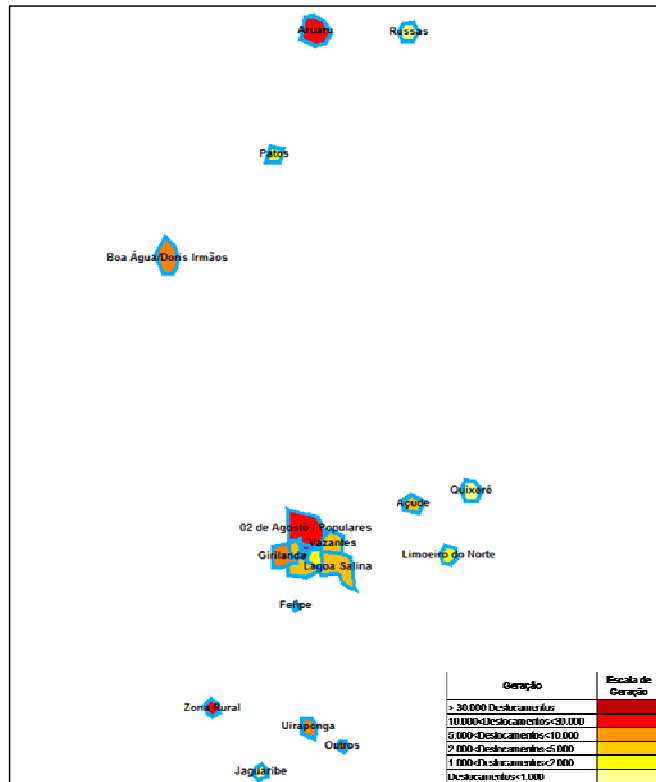 Aruaru
Russas
Patos
Boa Água/Doris Irmãos
Quixeré
Açude
02 de Agosto / Populares
Vazantes
Girilanda
Limoeiro do Norte
Lagoa Salina
Felipe
Zona Rural
Uiraponga
Outros
Jaguaribe
Geração
Escala de
Geração
> 30.000 Deslocamentos
10.000<Deslocamentos<30.000
5.000<Deslocamentos<10.000
2.000<Deslocamentos<5.000
1.000<Deslocamentos<2.000
Deslocamentos<1.000